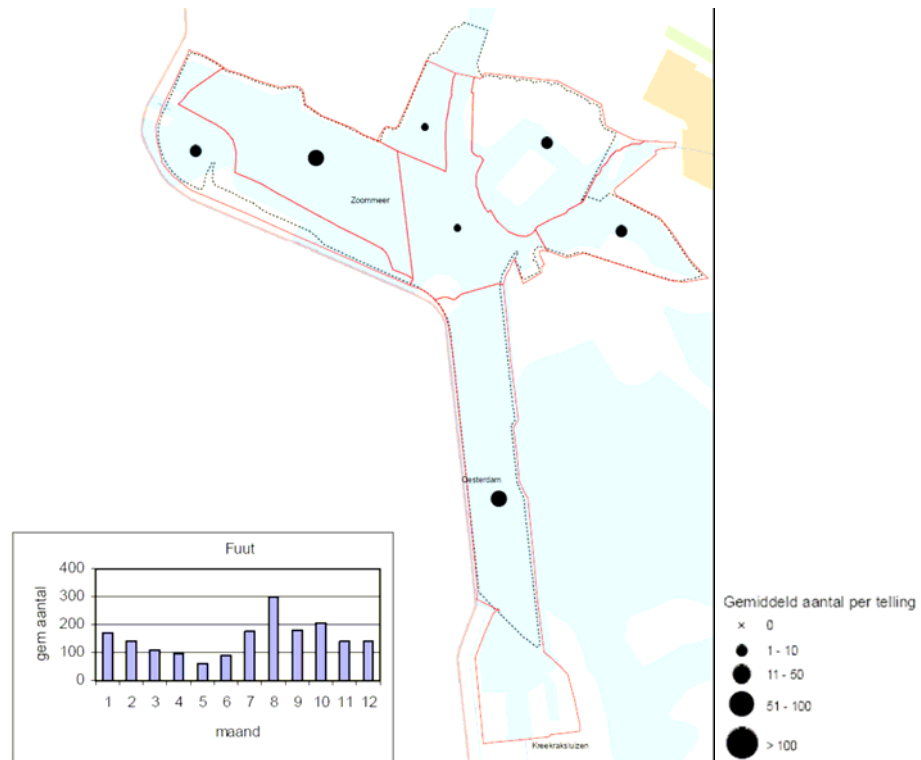 Zoommeer
Oesterdam
Kreekraksluizen
Fuut
gem aantal
400
300
200
100
0
1 2 3 4 5 6 7 8 9 10 11 12
maand
Gemiddeld aantal per telling
× 0
1 - 10
11 - 50
51 - 100
> 100